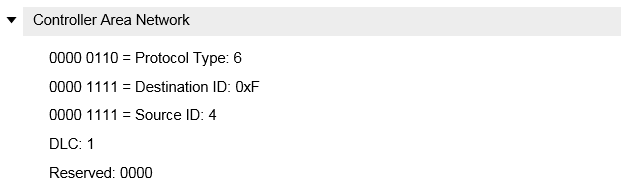 Controller Area Network
0000 0110 = Protocol Type: 6
0000 1111 = Destination ID: 0xF
0000 1111 = Source ID: 4
DLC: 1
Reserved: 0000